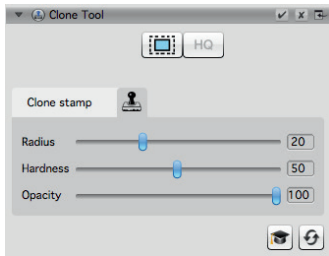 Clone Tool
HQ
Clone stamp
Radius 20
Hardness 50
Opacity 100